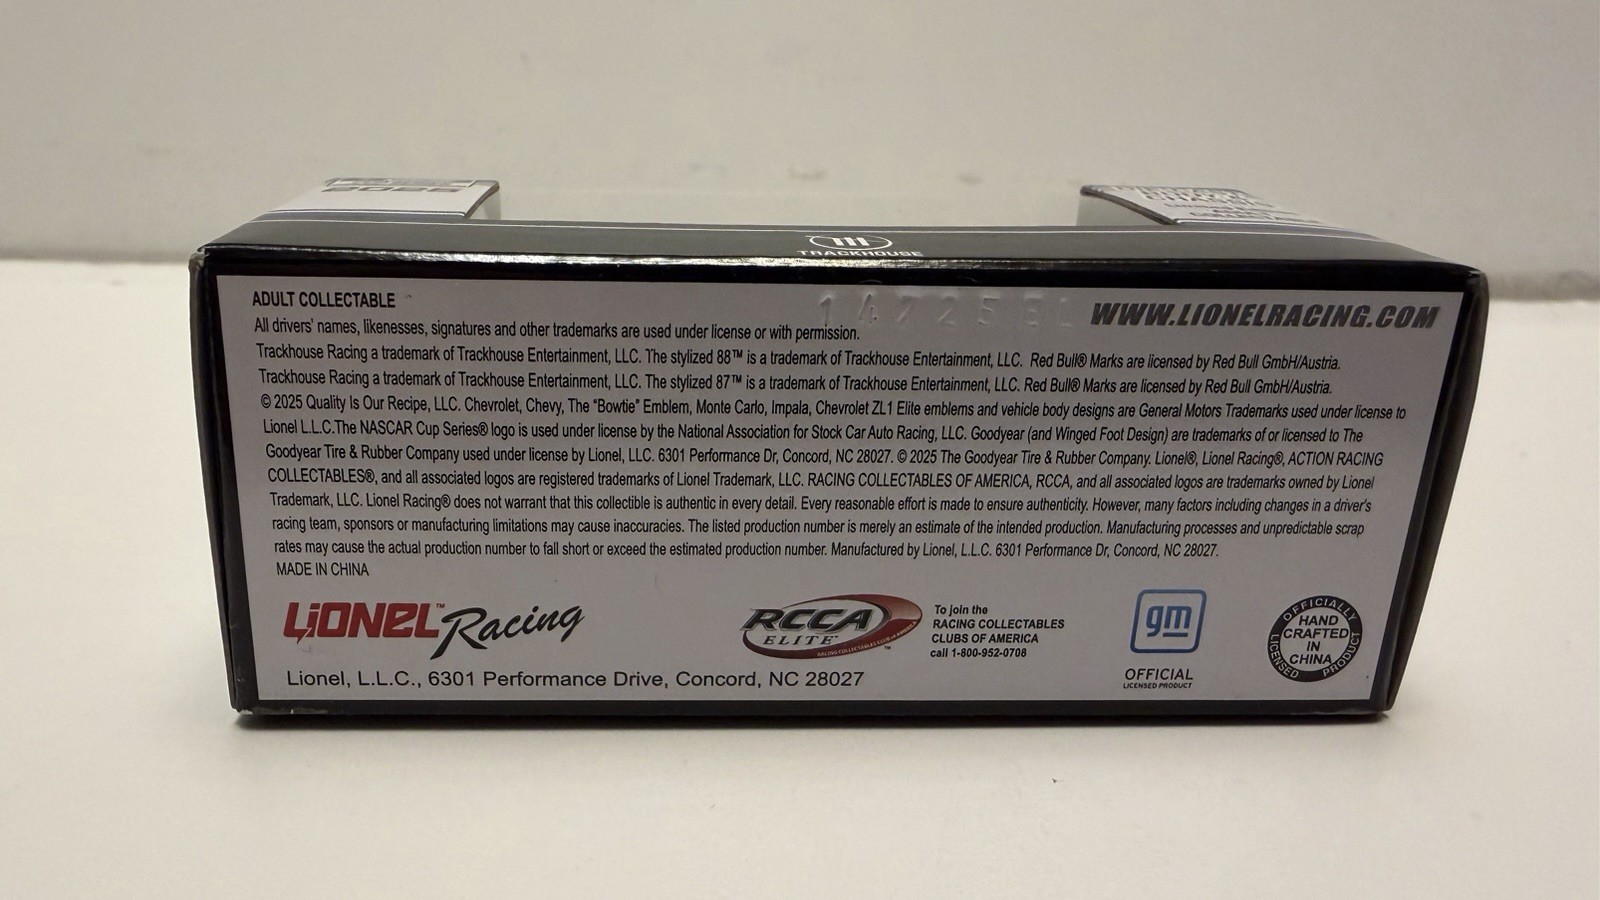 TRACKHOUSE
ADULT COLLECTABLE
14725EL
WWW.LIONELRACING.COM
All drivers' names, likenesses, signatures and other trademarks are used under license or with permission.
Trackhouse Racing a trademark of Trackhouse Entertainment, LLC. The stylized 88™ is a trademark of Trackhouse Entertainment, LLC. Red Bull® Marks are licensed by Red Bull GmbH/Austria.
Trackhouse Racing a trademark of Trackhouse Entertainment, LLC. The stylized 87™ is a trademark of Trackhouse Entertainment, LLC. Red Bull® Marks are licensed by Red Bull GmbH/Austria.
© 2025 Quality Is Our Recipe, LLC. Chevrolet, Chevy, The “Bowtie” Emblem, Monte Carlo, Impala, Chevrolet ZL1 Elite emblems and vehicle body designs are General Motors Trademarks used under license to
Lionel L.L.C.The NASCAR Cup Series® logo is used under license by the National Association for Stock Car Auto Racing, LLC. Goodyear (and Winged Foot Design) are trademarks of or licensed to The
Goodyear Tire & Rubber Company used under license by Lionel, LLC. 6301 Performance Dr, Concord, NC 28027. © 2025 The Goodyear Tire & Rubber Company. Lionel®, Lionel Racing®, ACTION RACING
COLLECTABLES®, and all associated logos are registered trademarks of Lionel Trademark, LLC. RACING COLLECTABLES OF AMERICA, RCCA, and all associated logos are trademarks owned by Lionel
Trademark, LLC. Lionel Racing® does not warrant that this collectible is authentic in every detail. Every reasonable effort is made to ensure authenticity. However, many factors including changes in a driver's
racing team, sponsors or manufacturing limitations may cause inaccuracies. The listed production number is merely an estimate of the intended production. Manufacturing processes and unpredictable scrap
rates may cause the actual production number to fall short or exceed the estimated production number. Manufactured by Lionel, L.L.C. 6301 Performance Dr, Concord, NC 28027.
MADE IN CHINA
LIONEL™ Racing
Lionel, L.L.C., 6301 Performance Drive, Concord, NC 28027
RCCA
ELITE
RACING COLLECTABLES CLUB OF AMERICA™
To join the
RACING COLLECTABLES
CLUBS OF AMERICA
call 1-800-952-0708
gm
OFFICIAL
LICENSED PRODUCT
OFFICIALLY
LICENSED PRODUCT
HAND
CRAFTED
IN
CHINA